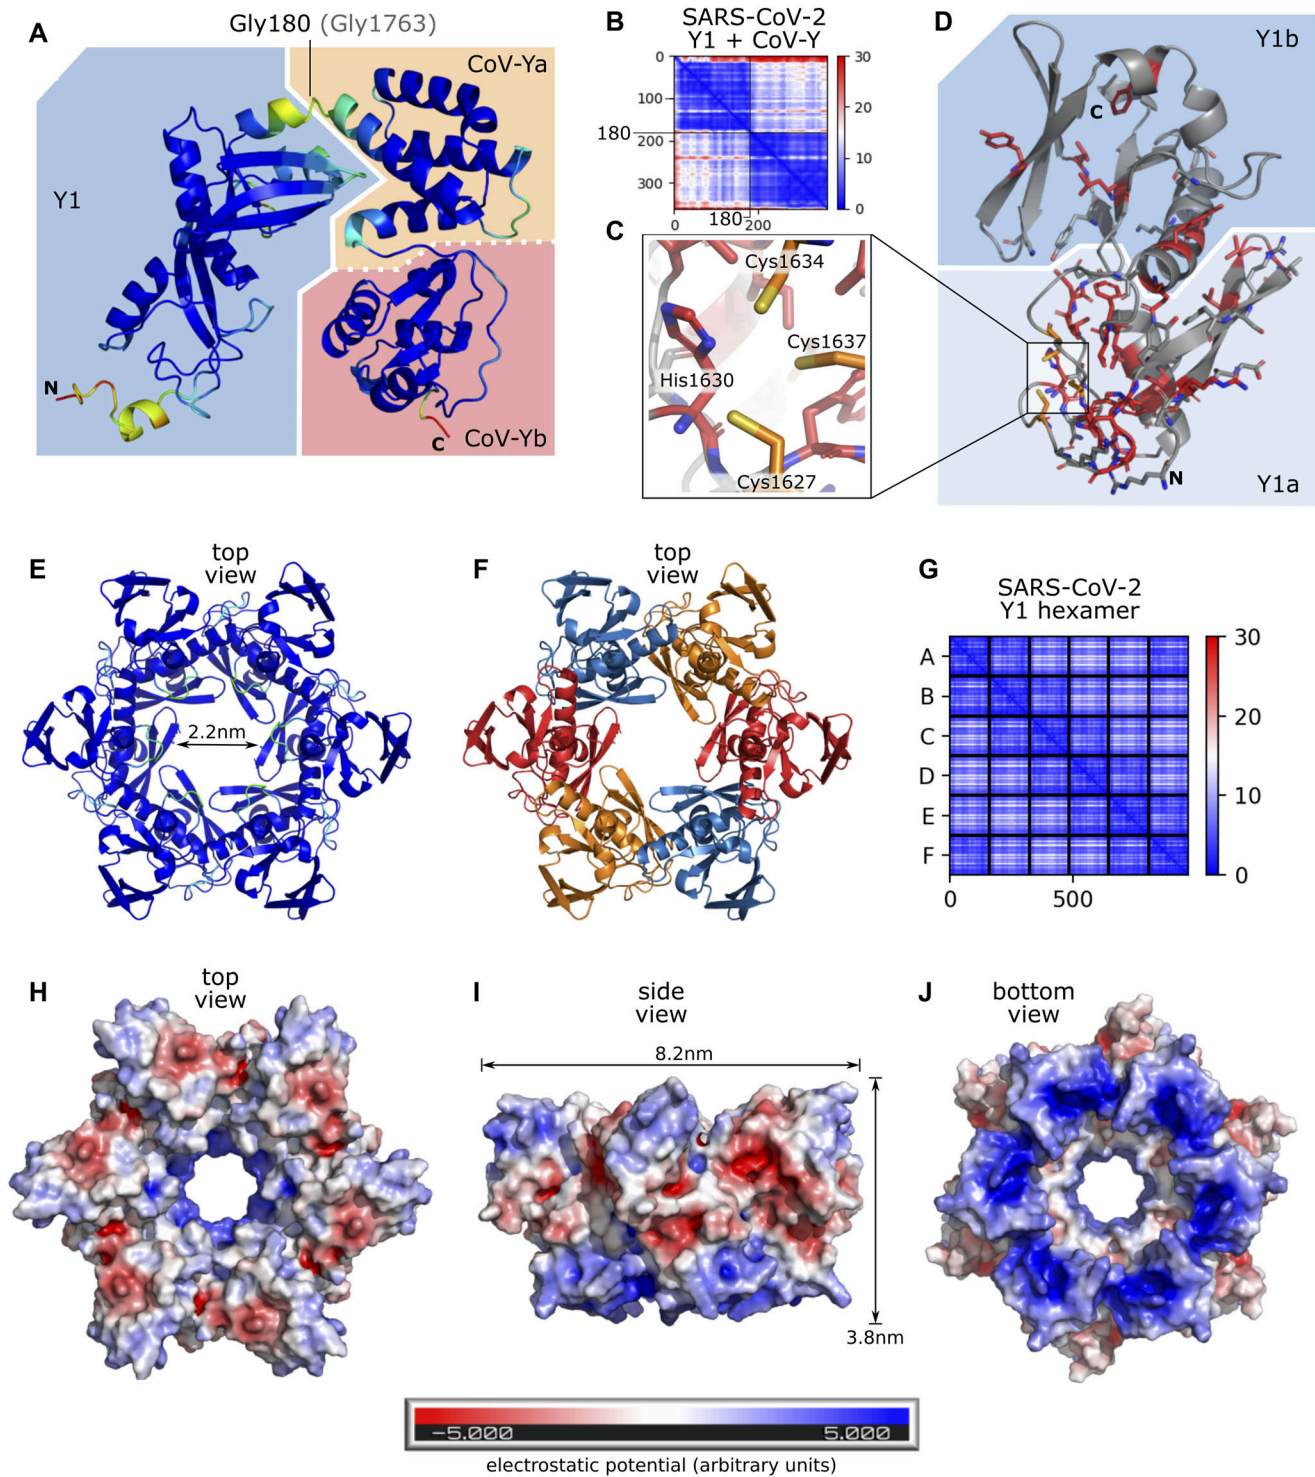 A
Gly180 (Gly1763)
CoV-Ya
Y1
N
C
CoV-Yb
B
SARS-CoV-2
Y1 + CoV-Y
0
100
180
200
300
0
180
200
30
20
10
0
C
Cys1634
Cys1637
His1630
Cys1627
D
Y1b
C
N
Y1a
E
top
view
2.2nm
F
top
view
G
SARS-CoV-2
Y1 hexamer
A
B
C
D
E
F
0
500
30
20
10
0
H
top
view
I
side
view
8.2nm
3.8nm
J
bottom
view
-5.000
5.000
electrostatic potential (arbitrary units)